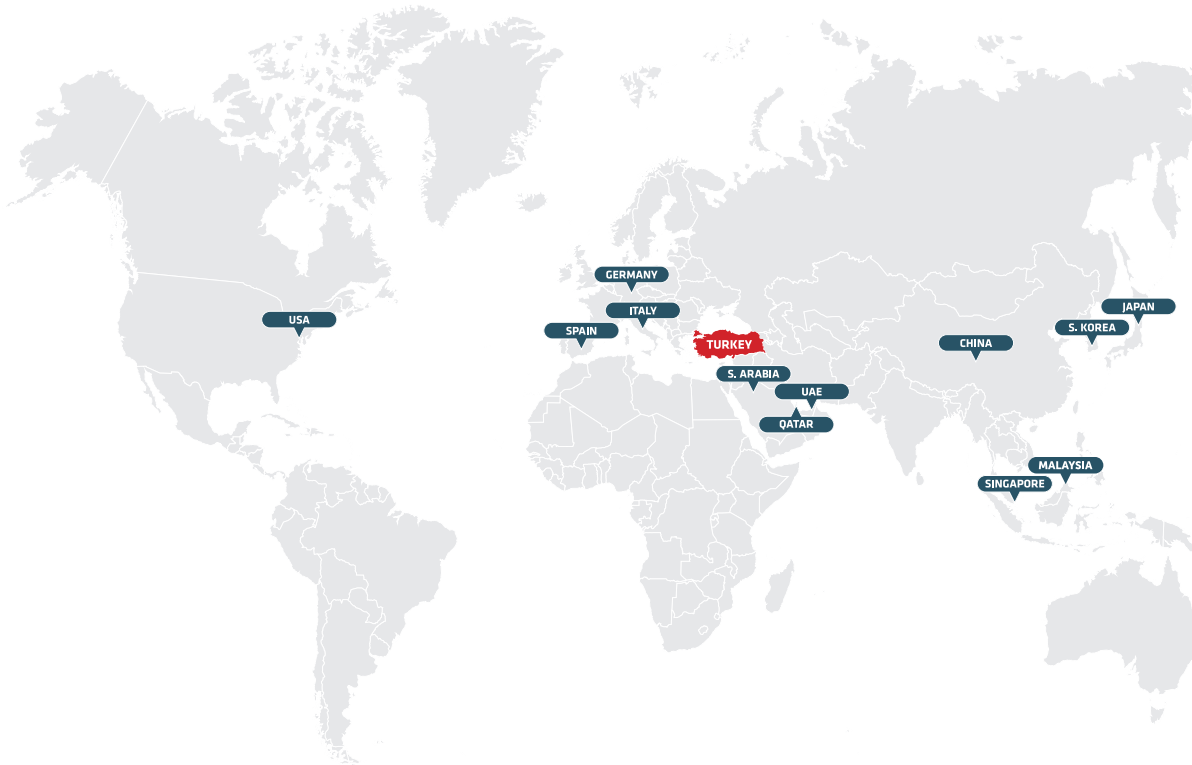 GERMANY
JAPAN
ITALY
USA
S. KOREA
SPAIN
CHINA
TURKEY
S. ARABIA
UAE
QATAR
MALAYSIA
SINGAPORE